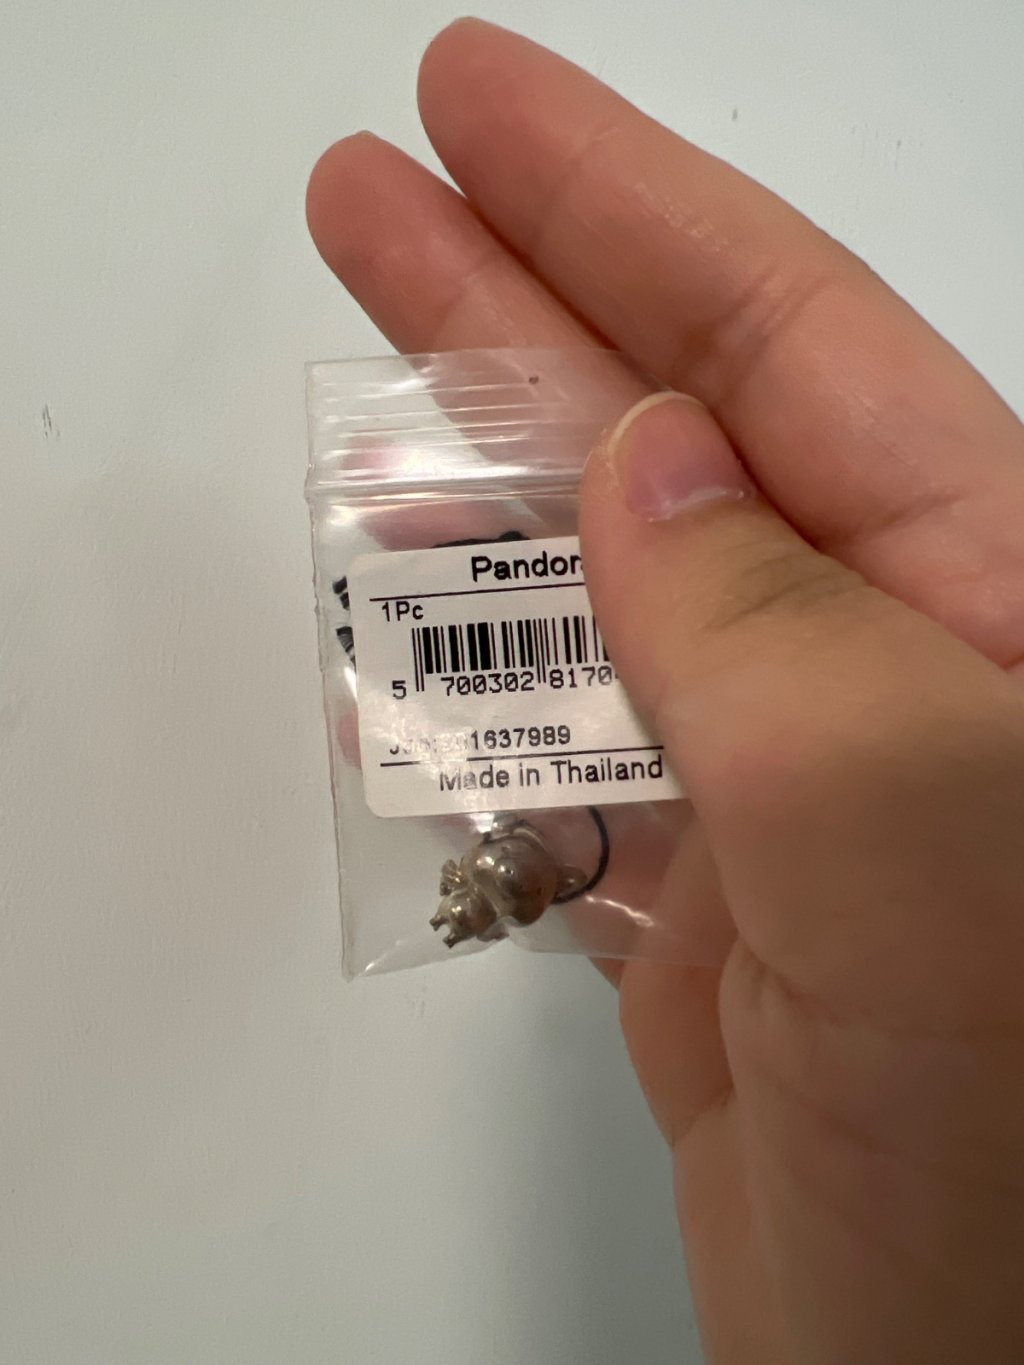 Pandor
1Pc
5 700302 8170
1637989
Made in Thailand